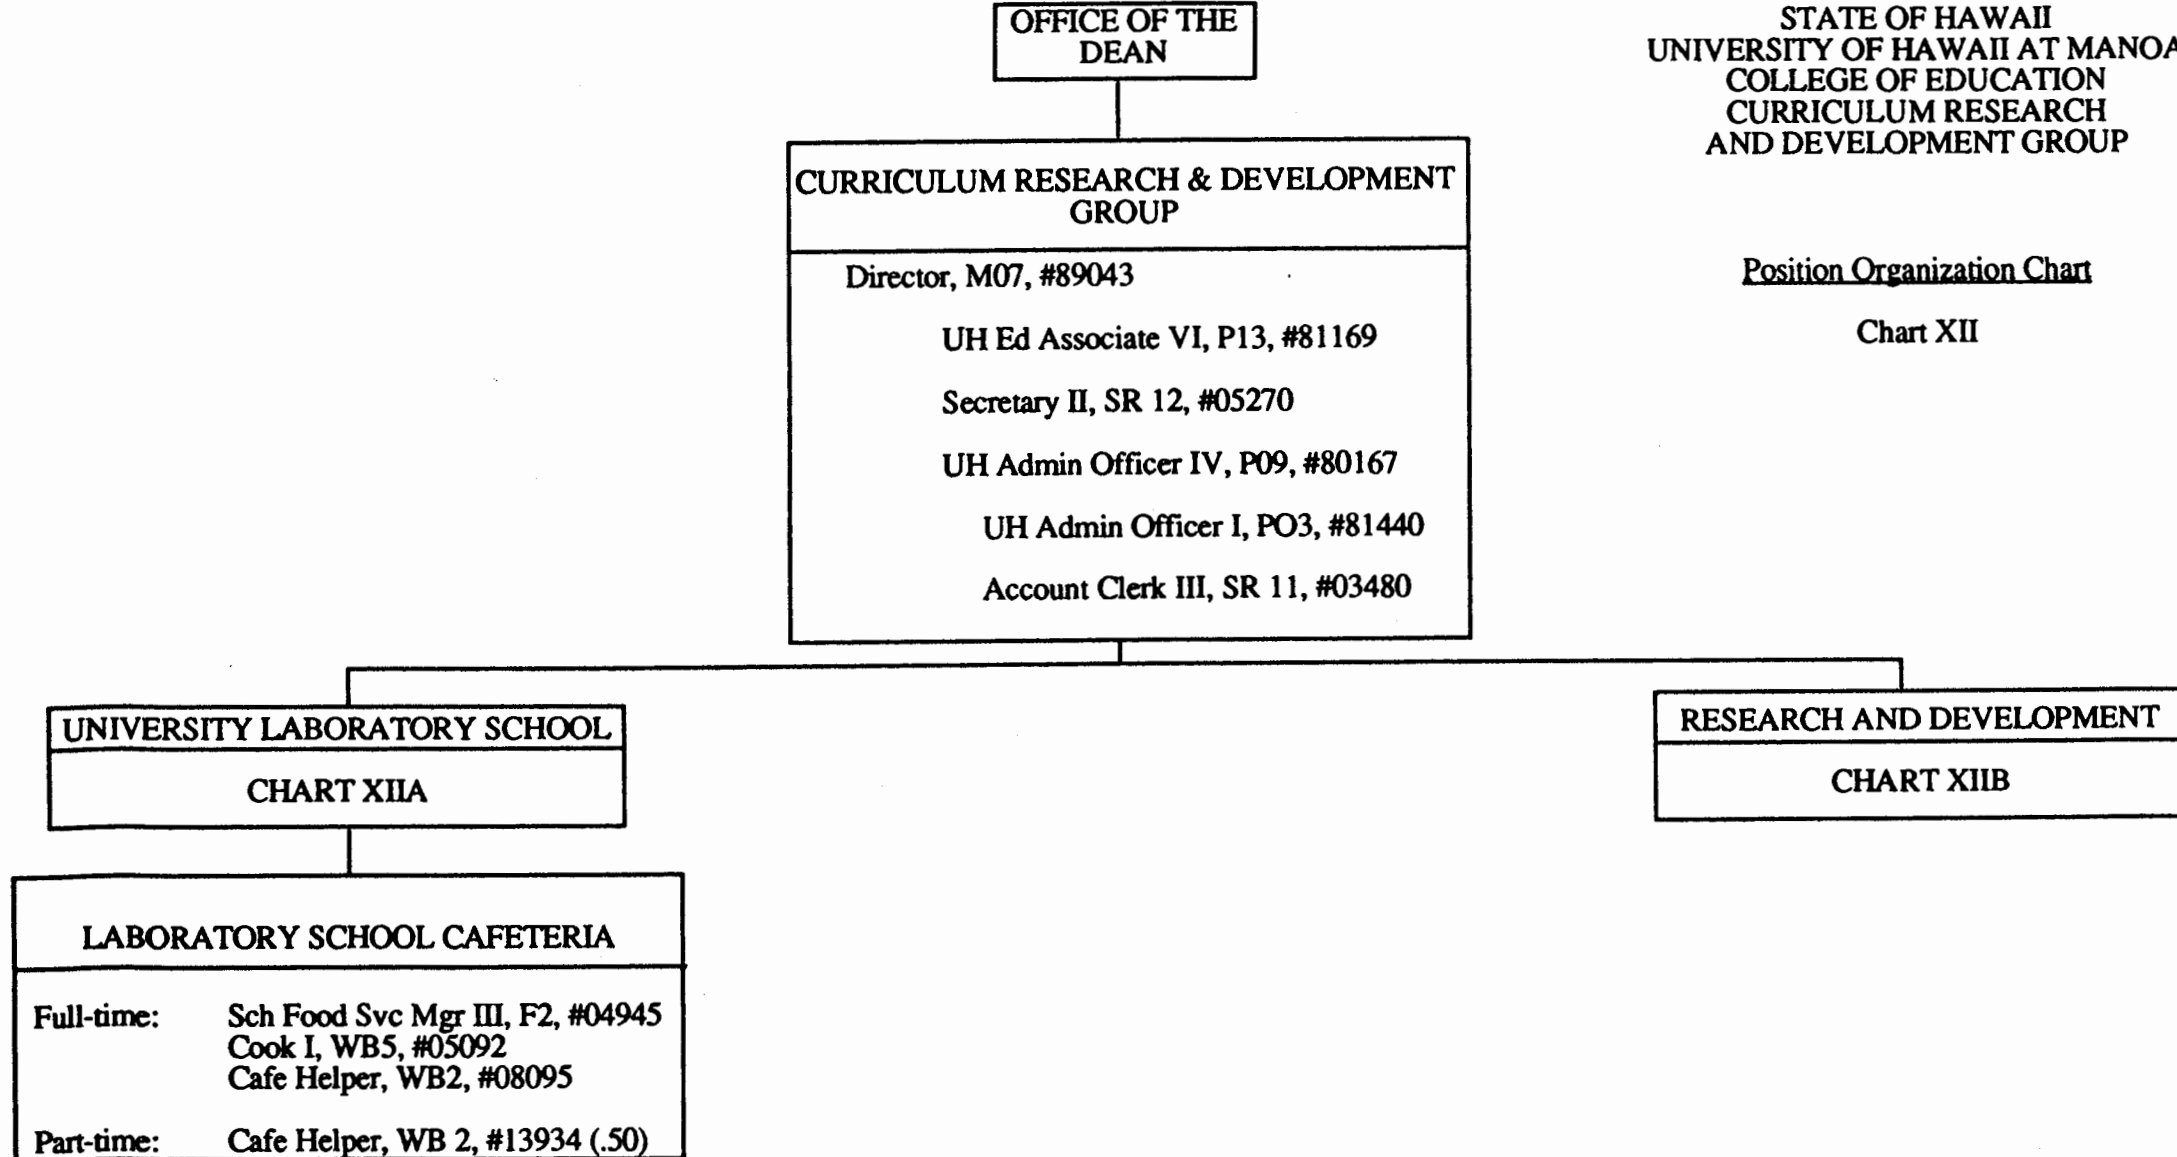 OFFICE OF THE
DEAN
STATE OF HAWAII
UNIVERSITY OF HAWAII AT MANOA
COLLEGE OF EDUCATION
CURRICULUM RESEARCH
AND DEVELOPMENT GROUP
Position Organization Chart
Chart XII
CURRICULUM RESEARCH & DEVELOPMENT
GROUP
Director, M07, #89043
UH Ed Associate VI, P13, #81169
Secretary II, SR 12, #05270
UH Admin Officer IV, P09, #80167
UH Admin Officer I, PO3, #81440
Account Clerk III, SR 11, #03480
UNIVERSITY LABORATORY SCHOOL
CHART XIIA
RESEARCH AND DEVELOPMENT
CHART XIIB
LABORATORY SCHOOL CAFETERIA
Full-time: Sch Food Svc Mgr III, F2, #04945
Cook I, WB5, #05092
Cafe Helper, WB2, #08095
Part-time: Cafe Helper, WB 2, #13934 (.50)